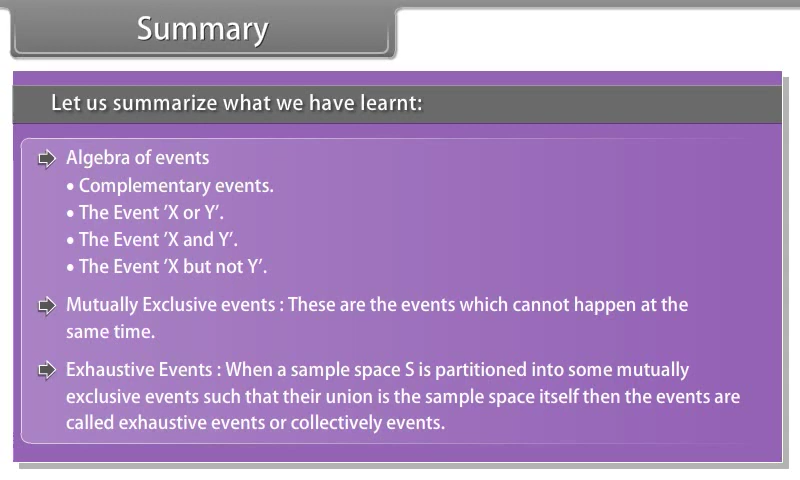 Summary
Let us summarize what we have learnt:
Algebra of events
• Complementary events.
• The Event ’X or Y’.
• The Event ’X and Y’.
• The Event ’X but not Y’.
Mutually Exclusive events : These are the events which cannot happen at the
same time.
Exhaustive Events : When a sample space S is partitioned into some mutually
exclusive events such that their union is the sample space itself then the events are
called exhaustive events or collectively events.